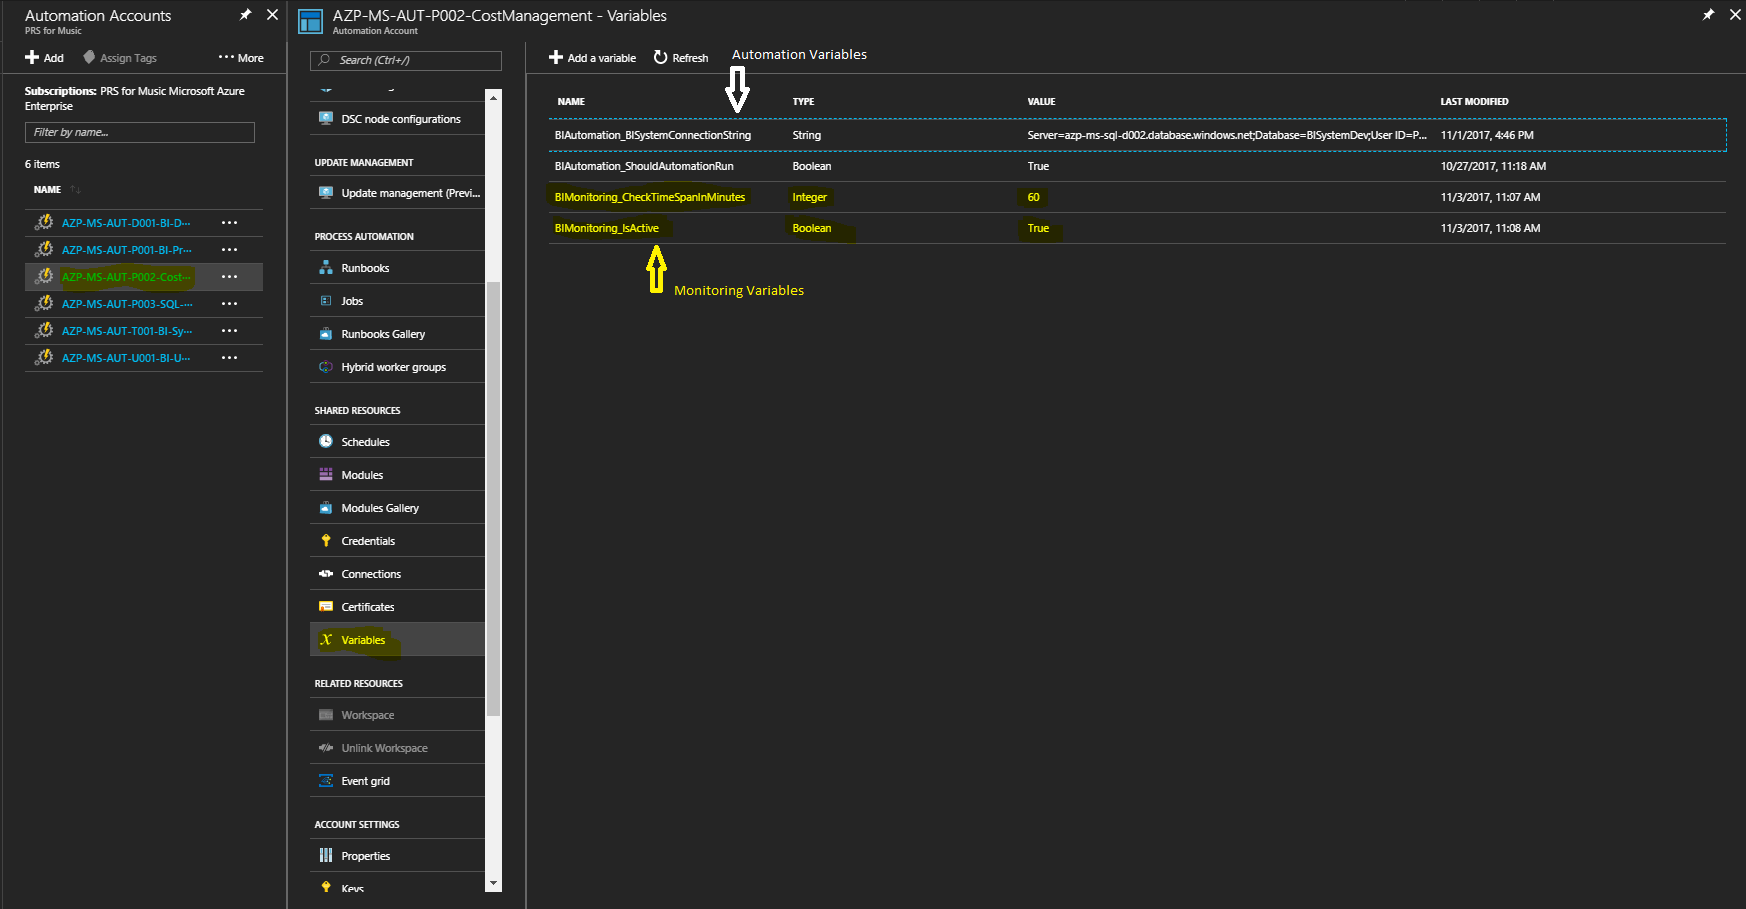 Automation Accounts
PRS for Music
Add
Assign Tags
More
Subscriptions: PRS for Music Microsoft Azure
Enterprise
Filter by name...
6 items
NAME
AZP-MS-AUT-D001-BI-D···
AZP-MS-AUT-P001-BI-Pr···
AZP-MS-AUT-P002-Cost···
AZP-MS-AUT-P003-SQL-···
AZP-MS-AUT-T001-BI-Sy···
AZP-MS-AUT-U001-BI-U···
AZP-MS-AUT-P002-CostManagement - Variables
Automation Account
Search (Ctrl+/)
DSC node configurations
UPDATE MANAGEMENT
Update management (Previ...
PROCESS AUTOMATION
Runbooks
Jobs
Runbooks Gallery
Hybrid worker groups
SHARED RESOURCES
Schedules
Modules
Modules Gallery
Credentials
Connections
Certificates
Variables
RELATED RESOURCES
Workspace
Unlink Workspace
Event grid
ACCOUNT SETTINGS
Properties
Keys
Add a variable Refresh Automation Variables
NAME TYPE VALUE LAST MODIFIED
BIAutomation_BISystemConnectionString String Server=azp-ms-sql-d002.database.windows.net;Database=BISystemDev;User ID=P... 11/1/2017, 4:46 PM
BIAutomation_ShouldAutomationRun Boolean True 10/27/2017, 11:18 AM
BIMonitoring_CheckTimeSpanInMinutes Integer 60 11/3/2017, 11:07 AM
BIMonitoring_IsActive Boolean True 11/3/2017, 11:08 AM
Monitoring Variables